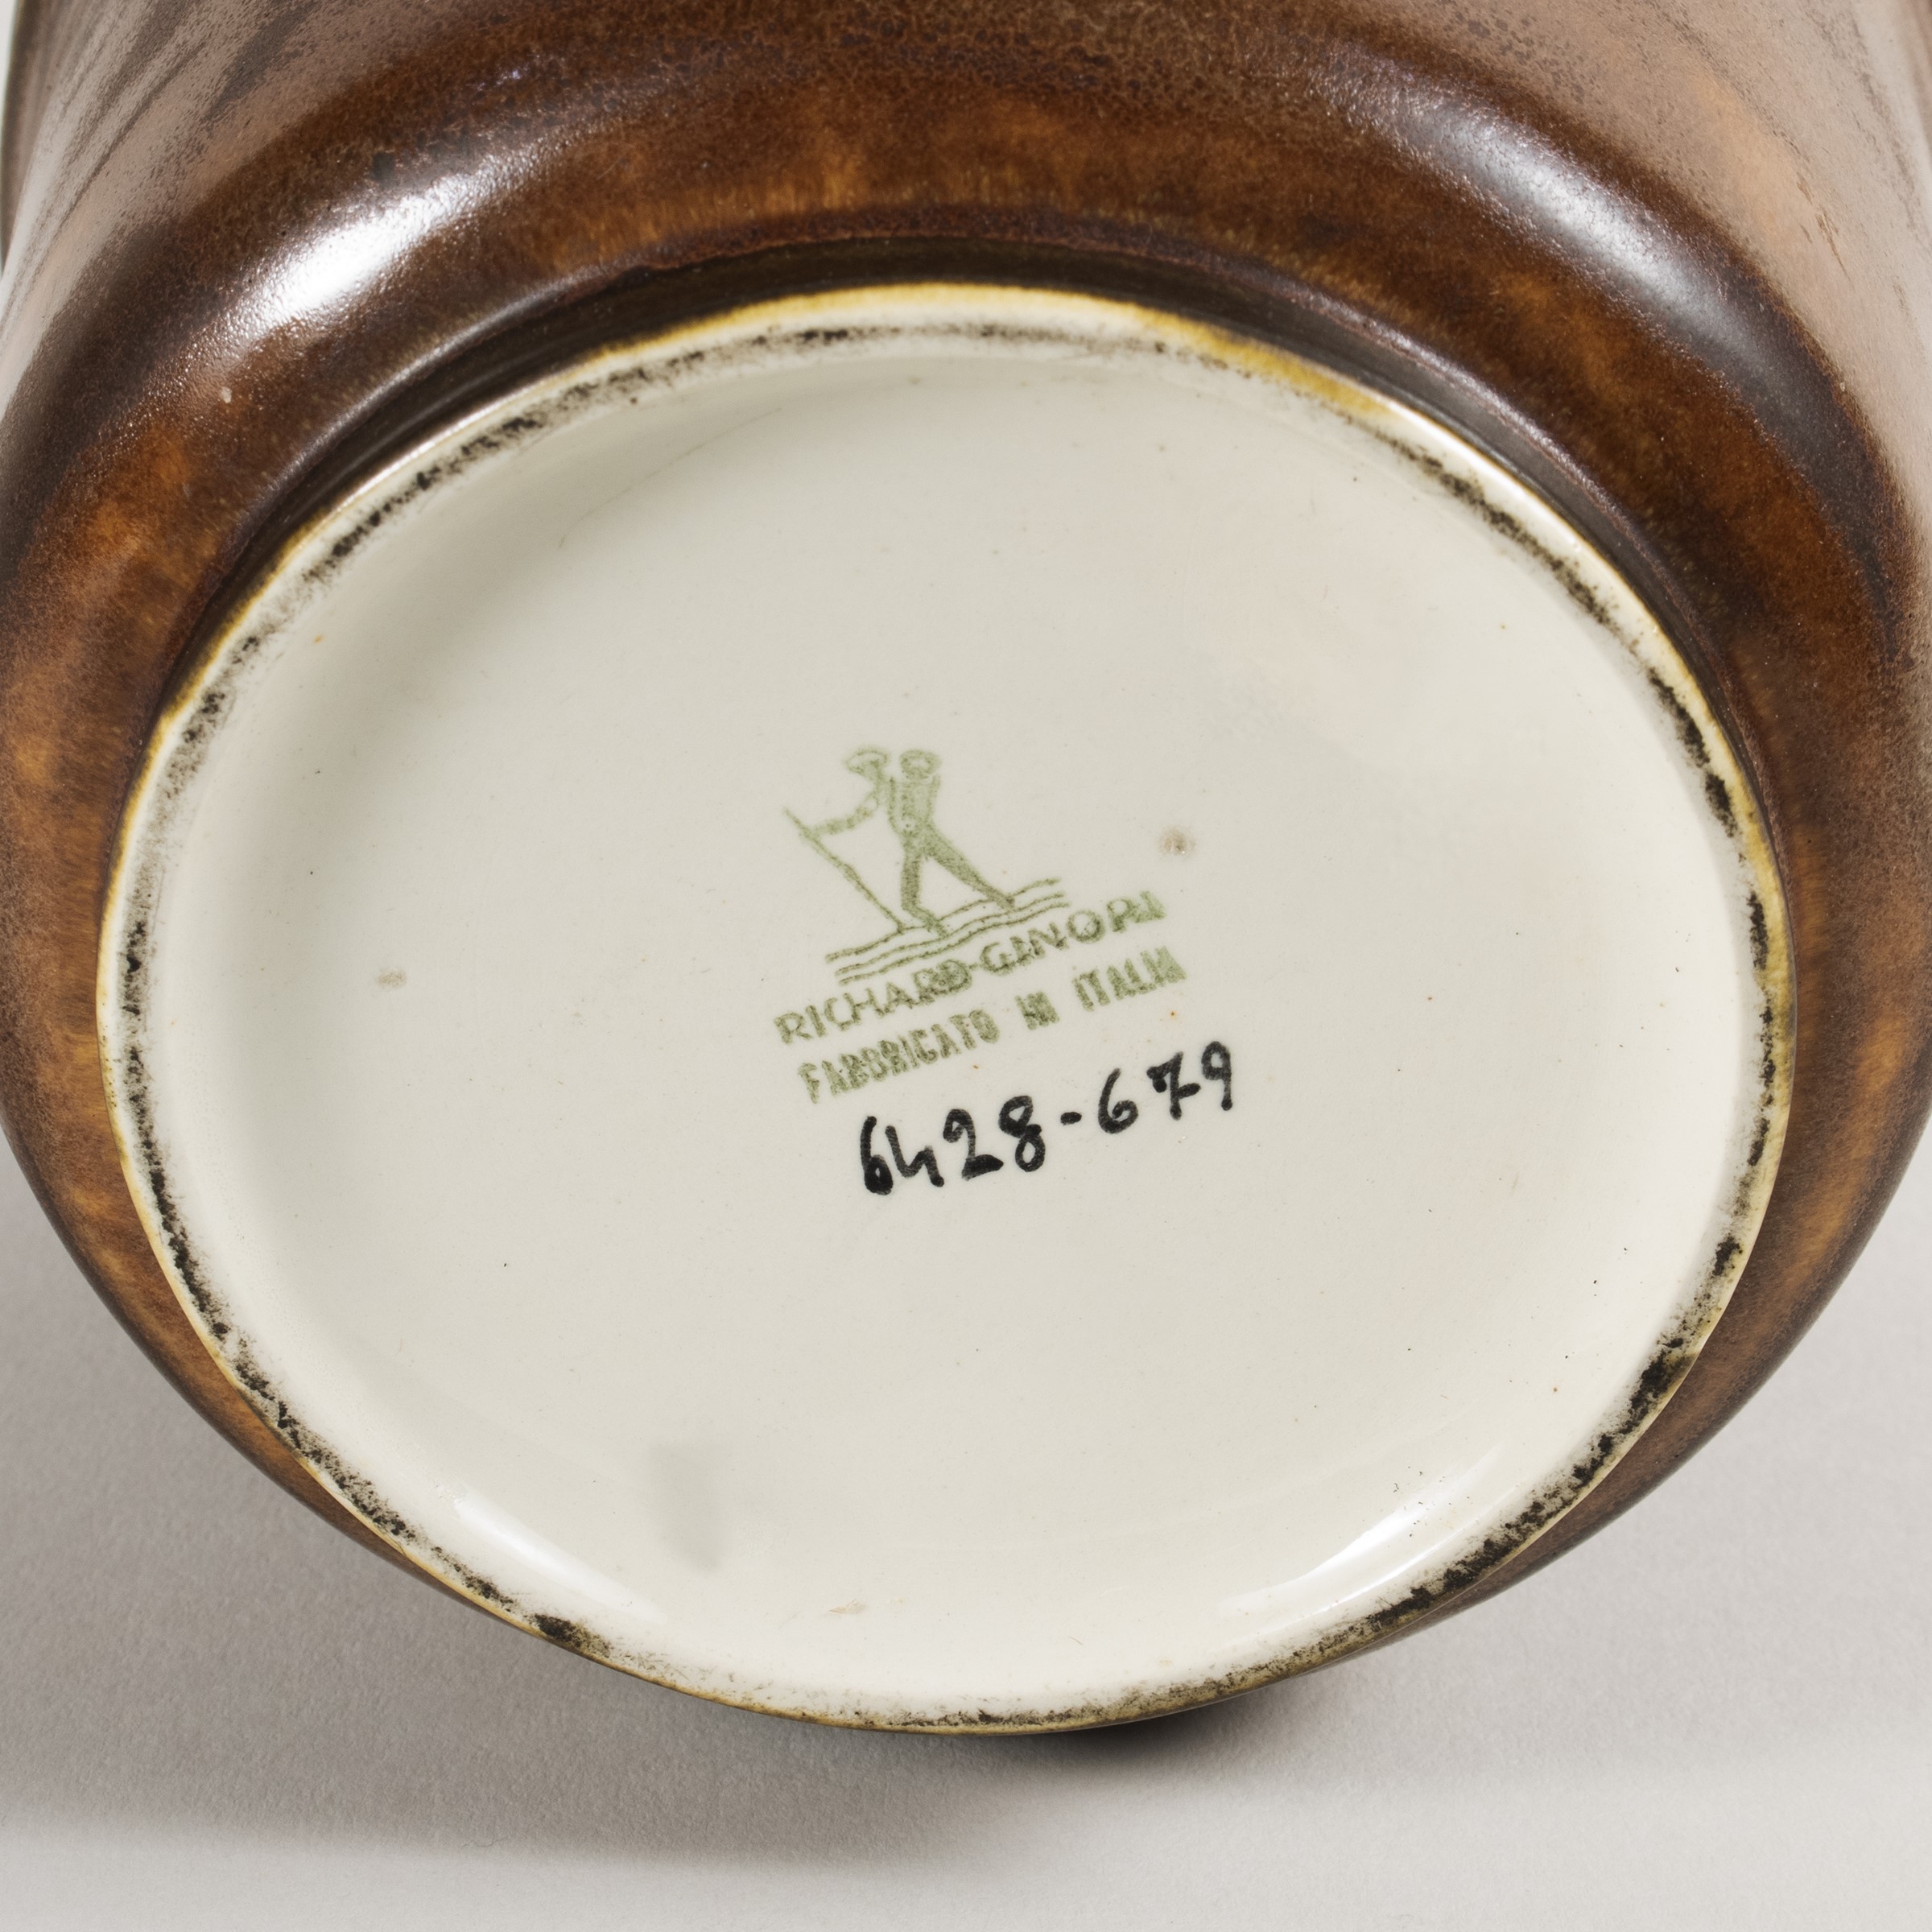 RICHARD-GINORI
FABBRICATO IN ITALIA
6428-679